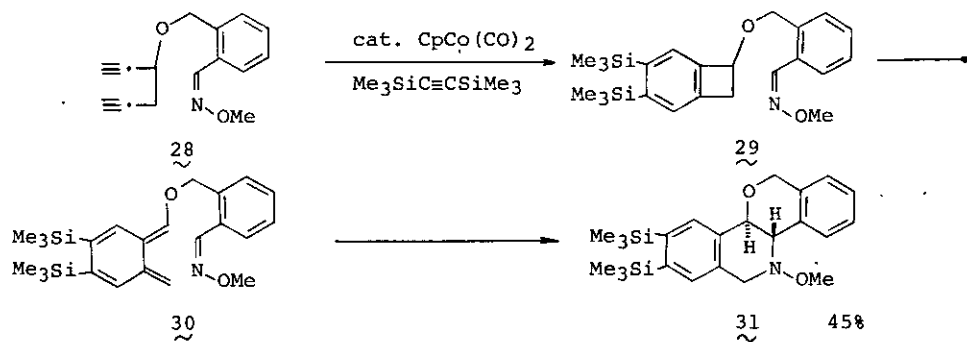 O
cat. CpCo(CO)2
Me3SiC≡CSiMe3
N
OMe
28
Me3Si
Me3Si
O
N
OMe
29
Me3Si
Me3Si
O
N
OMe
30
Me3Si
Me3Si
O
H
H
N
OMe
31 45%